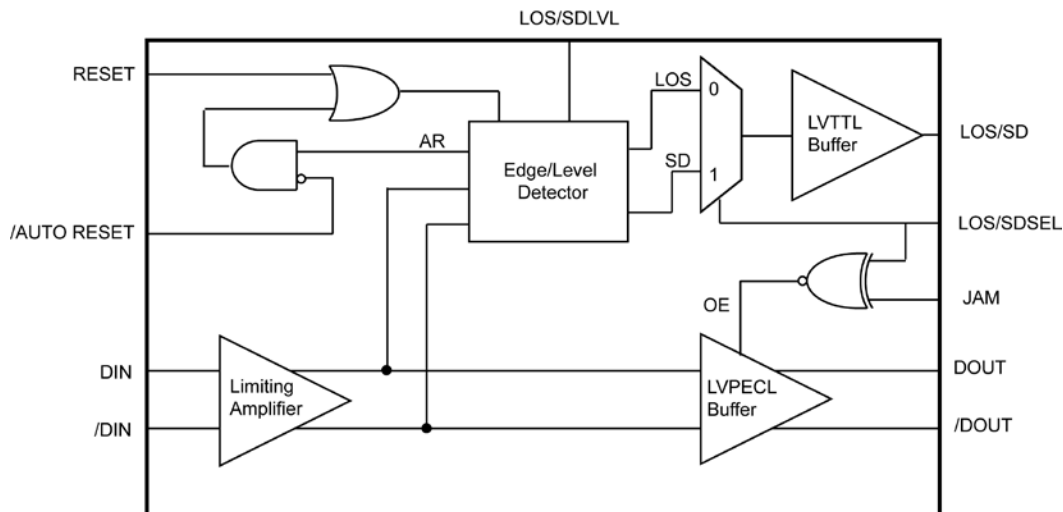 LOS/SDLVL
RESET
LOS
0
LVTTL
Buffer
LOS/SD
AR
Edge/Level
Detector
SD
1
/AUTO RESET
LOS/SDSEL
OE
JAM
DIN
Limiting
Amplifier
LVPECL
Buffer
DOUT
/DIN
/DOUT